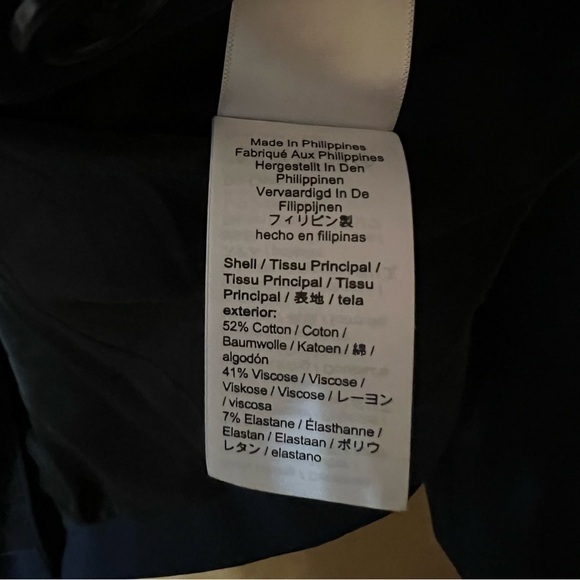 Made In Philippines
Fabriqué Aux Philippines
Hergestellt In Den
Philippinen
Vervaardigd In De
Filippijnen
フィリピン製
hecho en filipinas
Shell / Tissu Principal /
Tissu Principal / Tissu
Principal / 表地 / tela
exterior:
52% Cotton / Coton /
Baumwolle / Katoen / 綿 /
algodón
41% Viscose / Viscose /
Viskose / Viscose / レーヨン
/ viscosa
7% Elastane / Élasthanne /
Elastan / Elastaan / ポリウ
レタン / elastano